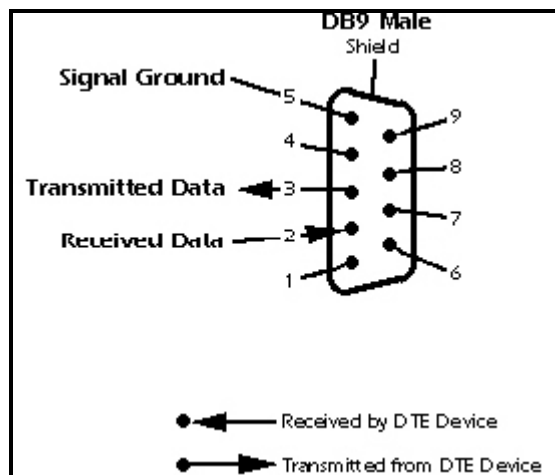 DB9 Male
Shield
Signal Ground
5
9
4
8
Transmitted Data
3
7
Received Data
2
6
1
Received by DTE Device
Transmitted from DTE Device